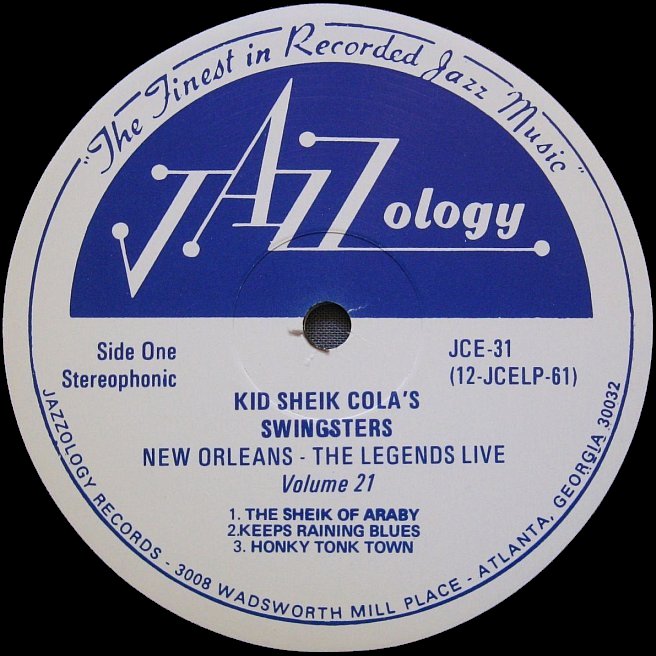 "The Finest in Recorded Jazz Music"
JAZZology
Side One
Stereophonic
JCE-31
(12-JCELP-61)
KID SHEIK COLA'S
SWINGSTERS
NEW ORLEANS - THE LEGENDS LIVE
Volume 21
1. THE SHEIK OF ARABY
2.KEEPS RAINING BLUES
3. HONKY TONK TOWN
JAZZOLOGY RECORDS - 3008 WADSWORTH MILL PLACE - ATLANTA, GEORGIA 30032